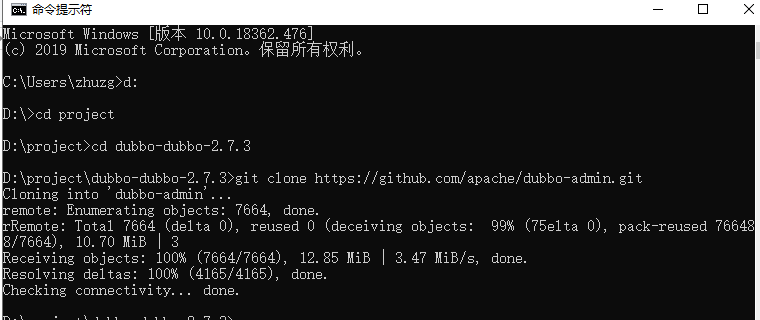 命令提示符
Microsoft Windows [版本 10.0.18362.476]
(c) 2019 Microsoft Corporation。保留所有权利。
C:\Users\zhuzg>d:
D:\>cd project
D:\project>cd dubbo-dubbo-2.7.3
D:\project\dubbo-dubbo-2.7.3>git clone https://github.com/apache/dubbo-admin.git
Cloning into 'dubbo-admin'...
remote: Enumerating objects: 7664, done.
rRemote: Total 7664 (delta 0), reused 0 (deceiving objects:  99% (75elta 0), pack-reused 76648
8/7664), 10.70 MiB | 3
Receiving objects: 100% (7664/7664), 12.85 MiB | 3.47 MiB/s, done.
Resolving deltas: 100% (4165/4165), done.
Checking connectivity... done.